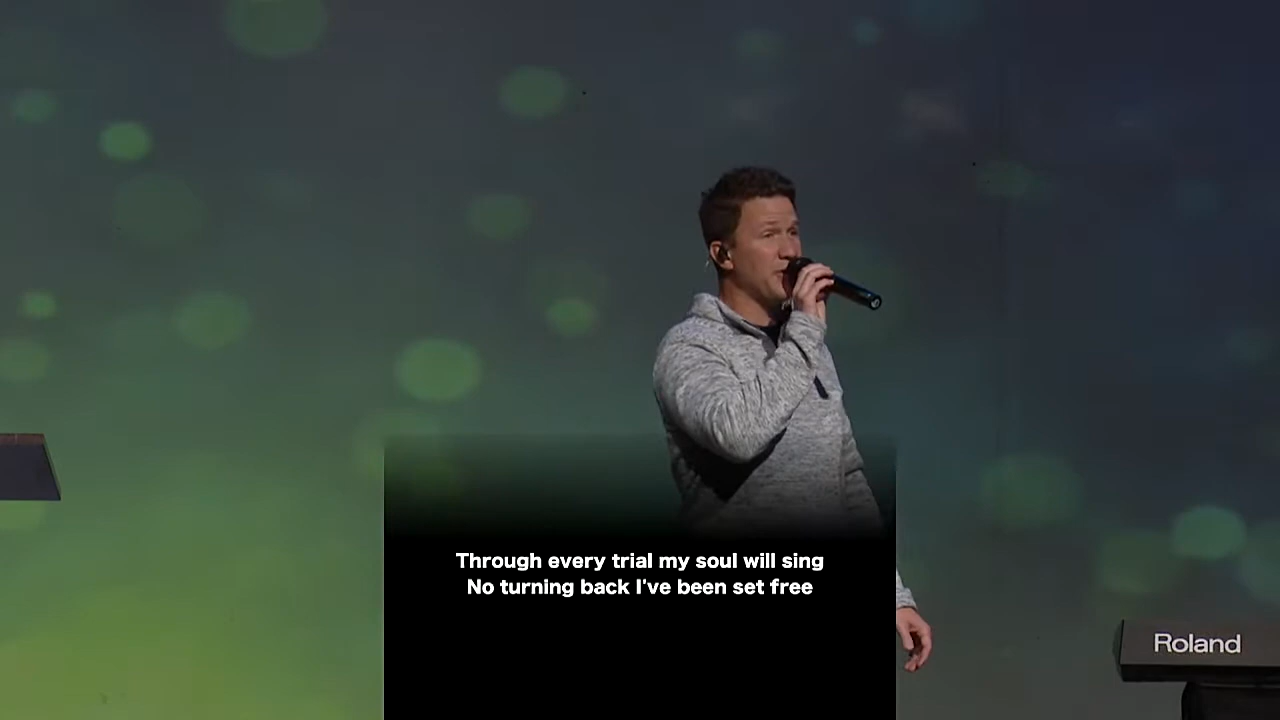 Through every trial my soul will sing
No turning back I've been set free
Roland